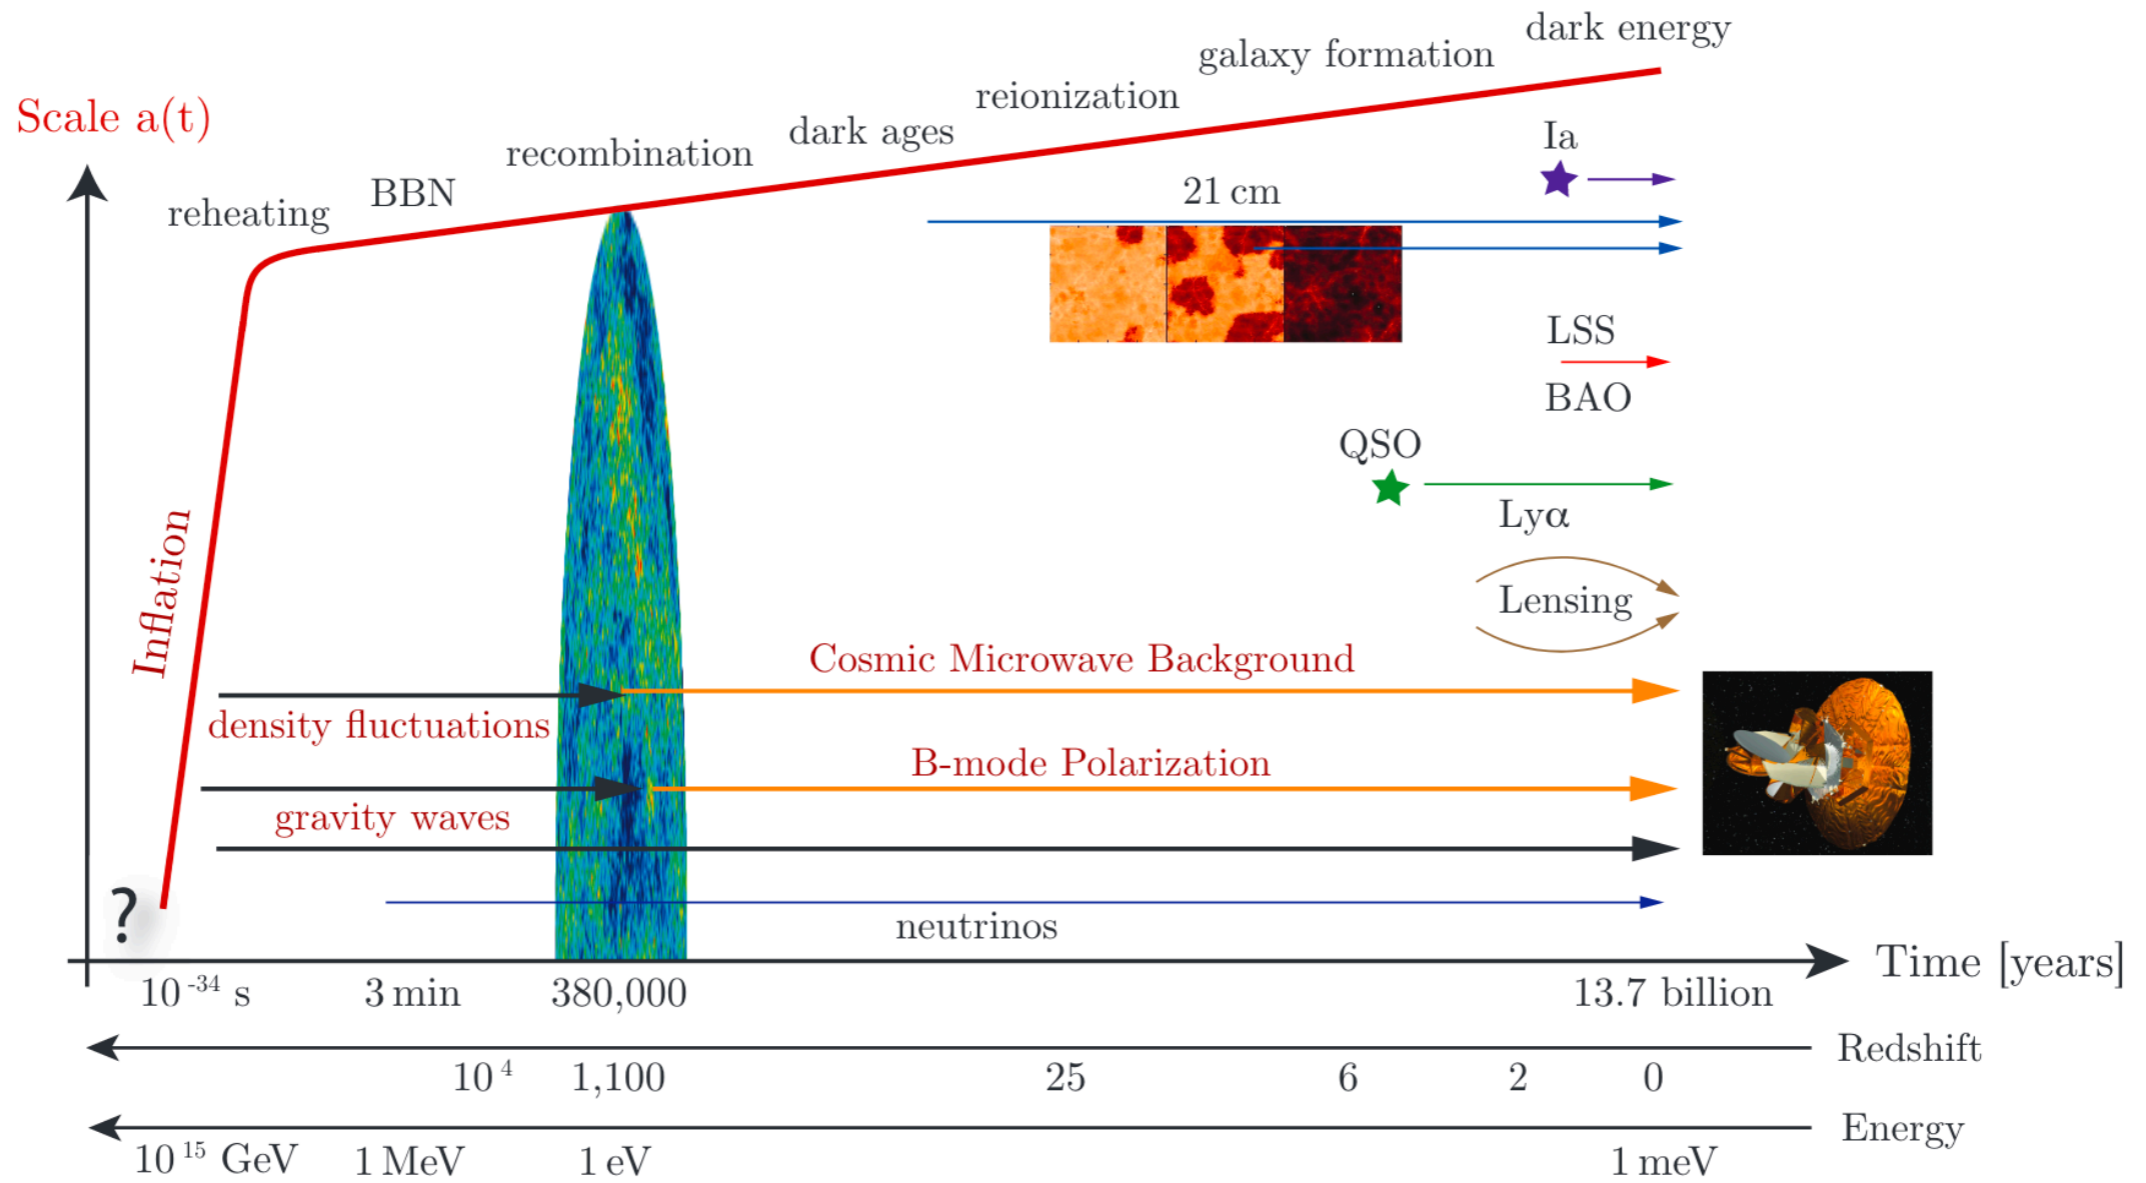 dark energy
galaxy formation
reionization
Scale a(t)
dark ages
recombination
Ia
BBN
21 cm
reheating
LSS
BAO
QSO
Lyα
Inflation
Lensing
Cosmic Microwave Background
density fluctuations
B-mode Polarization
gravity waves
?
neutrinos
Time [years]
10 -34 s 3 min 380,000 13.7 billion
Redshift
10 4 1,100 25 6 2 0
Energy
10 15 GeV 1 MeV 1 eV 1 meV